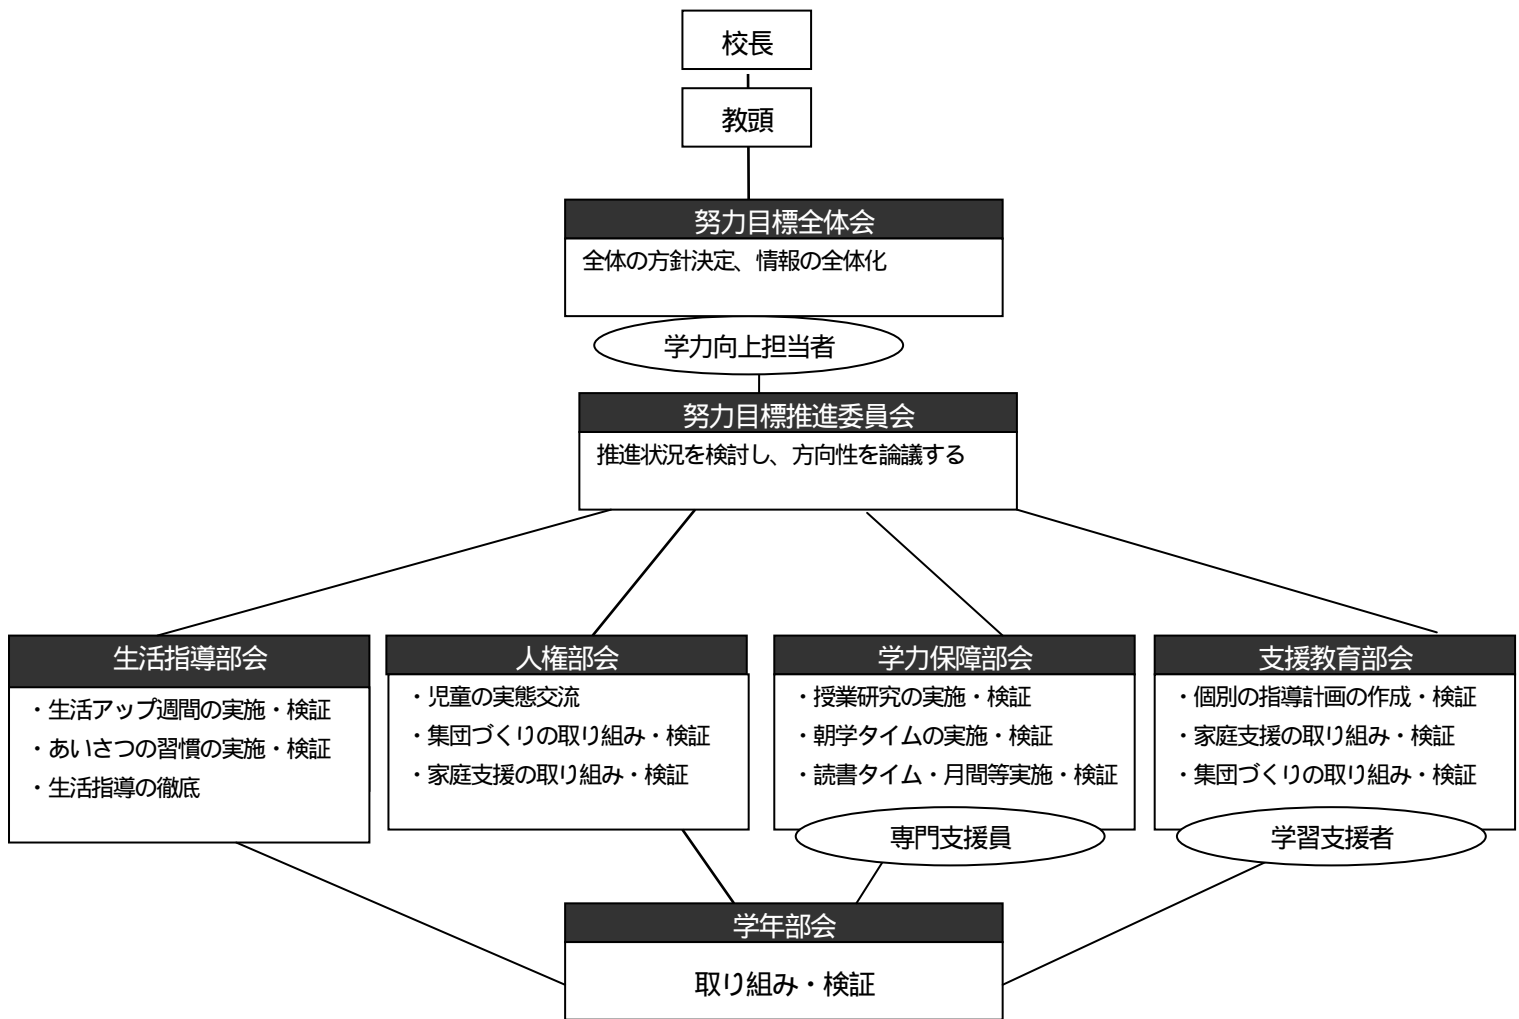 校長
教頭
努力目標全体会
全体の方針決定、情報の全体化
学力向上担当者
努力目標推進委員会
推進状況を検討し、方向性を論議する
生活指導部会
・生活アップ週間の実施・検証
・あいさつの習慣の実施・検証
・生活指導の徹底
人権部会
・児童の実態交流
・集団づくりの取り組み・検証
・家庭支援の取り組み・検証
学力保障部会
・授業研究の実施・検証
・朝学タイムの実施・検証
・読書タイム・月間等実施・検証
専門支援員
支援教育部会
・個別の指導計画の作成・検証
・家庭支援の取り組み・検証
・集団づくりの取り組み・検証
学習支援者
学年部会
取り組み・検証